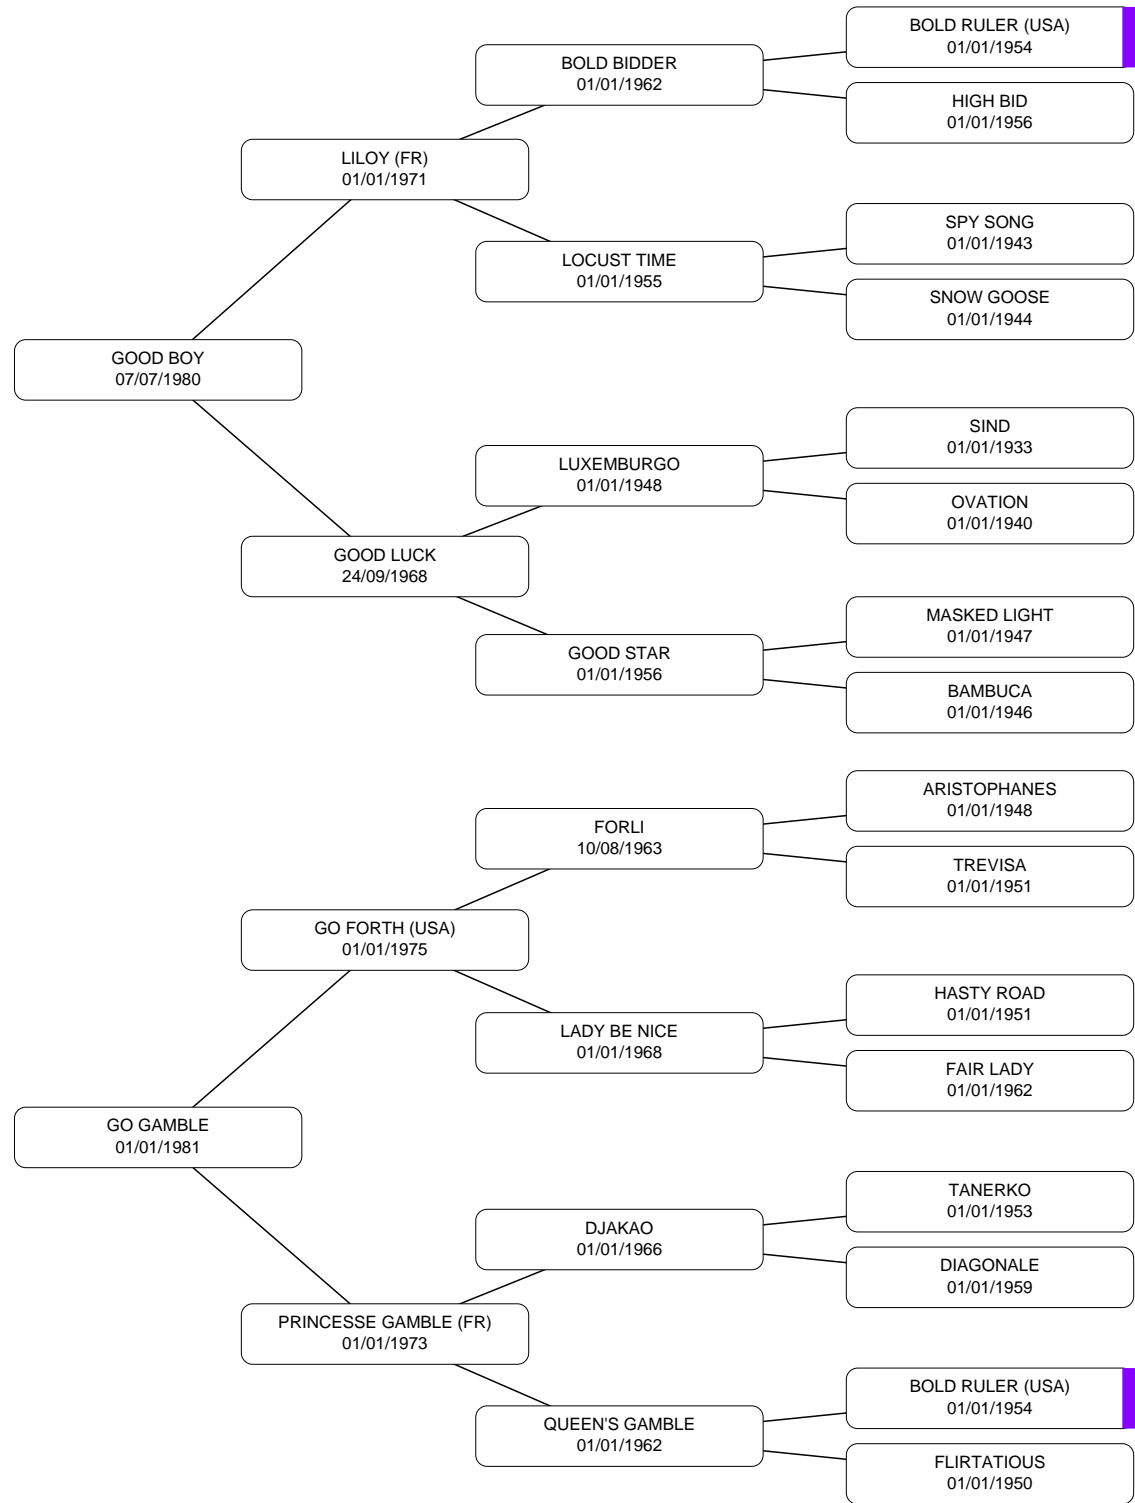 BOLD RULER (USA)
01/01/1954
BOLD BIDDER
01/01/1962
HIGH BID
01/01/1956
LILOY (FR)
01/01/1971
SPY SONG
01/01/1943
LOCUST TIME
01/01/1955
SNOW GOOSE
01/01/1944
GOOD BOY
07/07/1980
SIND
01/01/1933
LUXEMBURGO
01/01/1948
OVATION
01/01/1940
GOOD LUCK
24/09/1968
MASKED LIGHT
01/01/1947
GOOD STAR
01/01/1956
BAMBUCA
01/01/1946
ARISTOPHANES
01/01/1948
FORLI
10/08/1963
TREVISA
01/01/1951
GO FORTH (USA)
01/01/1975
HASTY ROAD
01/01/1951
LADY BE NICE
01/01/1968
FAIR LADY
01/01/1962
GO GAMBLE
01/01/1981
TANERKO
01/01/1953
DJAKAO
01/01/1966
DIAGONALE
01/01/1959
PRINCESSE GAMBLE (FR)
01/01/1973
BOLD RULER (USA)
01/01/1954
QUEEN'S GAMBLE
01/01/1962
FLIRTATIOUS
01/01/1950